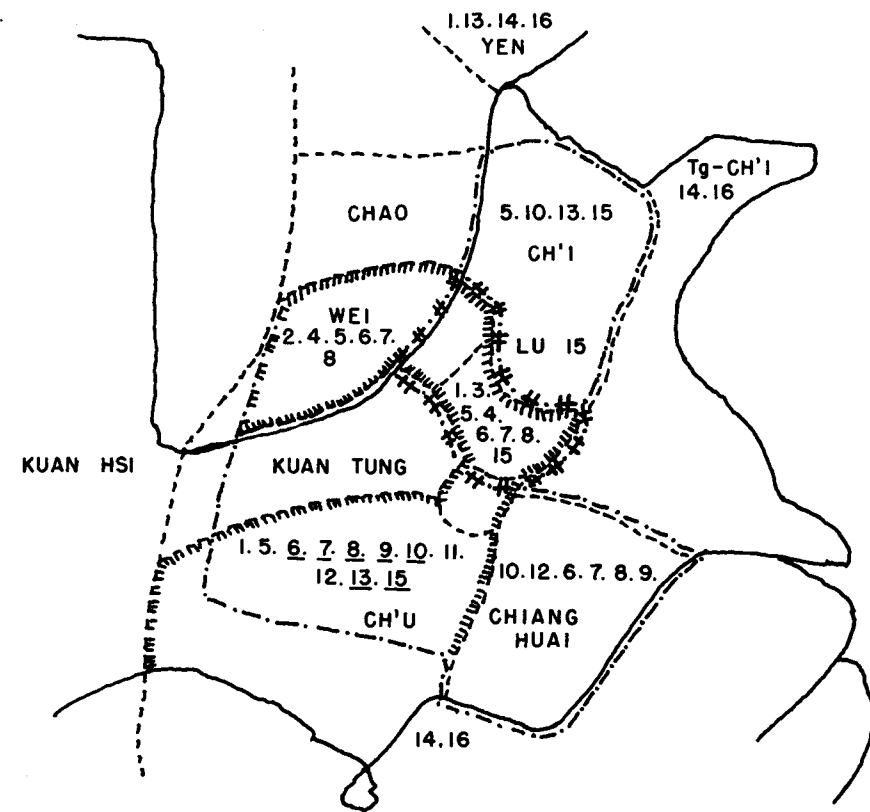 1.13.14.16
YEN
Tg-CH'I
14.16
CHAO
5.10.13.15
CH'I
WEI
2.4.5.6.7.
8
LU 15
1.3.
5.4.
6.7.8.
15
KUAN HSI
KUAN TUNG
1.5.6.7.8.9.10.11.
12.13.15
CH'U
10.12.6.7.8.9.
CHIANG
HUAI
14.16